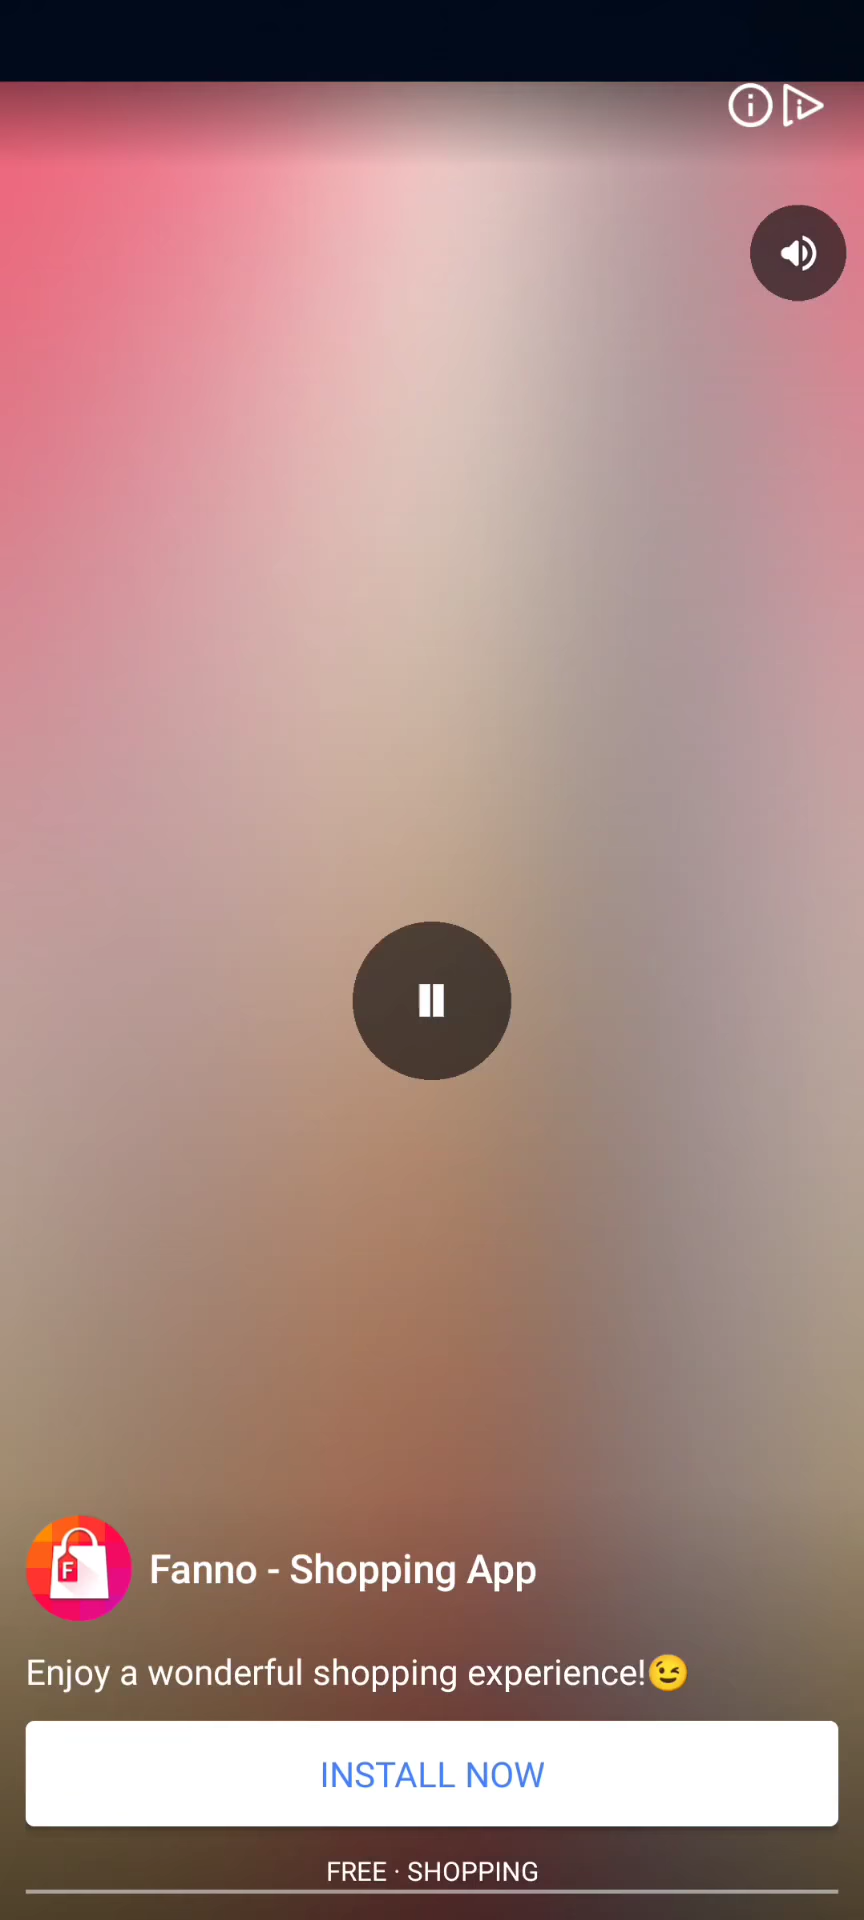 F
Fanno - Shopping App
Enjoy a wonderful shopping experience!😉
INSTALL NOW
FREE · SHOPPING